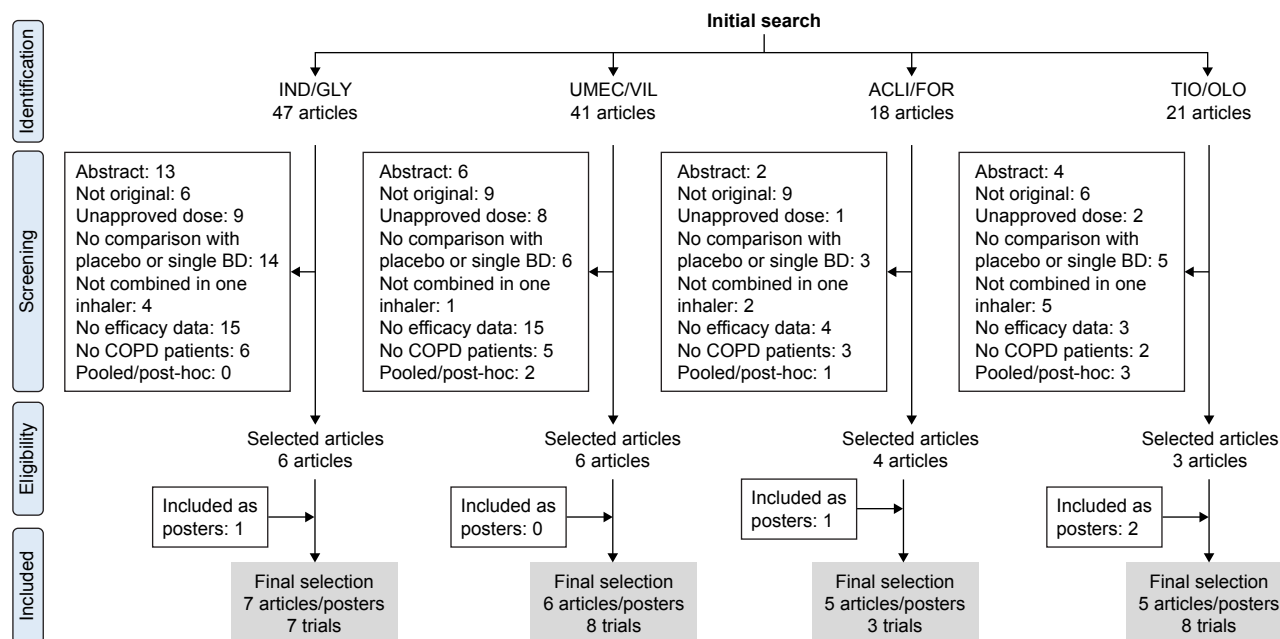 Initial search
Identification
IND/GLY
47 articles
UMEC/VIL
41 articles
ACLI/FOR
18 articles
TIO/OLO
21 articles
Screening
Abstract: 13
Not original: 6
Unapproved dose: 9
No comparison with
placebo or single BD: 14
Not combined in one
inhaler: 4
No efficacy data: 15
No COPD patients: 6
Pooled/post-hoc: 0
Abstract: 6
Not original: 9
Unapproved dose: 8
No comparison with
placebo or single BD: 6
Not combined in one
inhaler: 1
No efficacy data: 15
No COPD patients: 5
Pooled/post-hoc: 2
Abstract: 2
Not original: 9
Unapproved dose: 1
No comparison with
placebo or single BD: 3
Not combined in one
inhaler: 2
No efficacy data: 4
No COPD patients: 3
Pooled/post-hoc: 1
Abstract: 4
Not original: 6
Unapproved dose: 2
No comparison with
placebo or single BD: 5
Not combined in one
inhaler: 5
No efficacy data: 3
No COPD patients: 2
Pooled/post-hoc: 3
Eligibility
Selected articles
6 articles
Selected articles
6 articles
Selected articles
4 articles
Selected articles
3 articles
Included as
posters: 1
Included as
posters: 0
Included as
posters: 1
Included as
posters: 2
Included
Final selection
7 articles/posters
7 trials
Final selection
6 articles/posters
8 trials
Final selection
5 articles/posters
3 trials
Final selection
5 articles/posters
8 trials